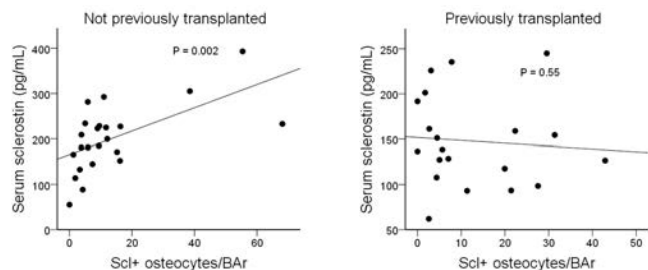 Not previously transplanted
P = 0.002
Serum sclerostin (pg/mL)
400
300
200
100
0
0 20 40 60
Scl+ osteocytes/BAr
Previously transplanted
P = 0.55
Serum sclerostin (pg/mL)
250
200
150
100
50
0 10 20 30 40 50
Scl+ osteocytes/BAr